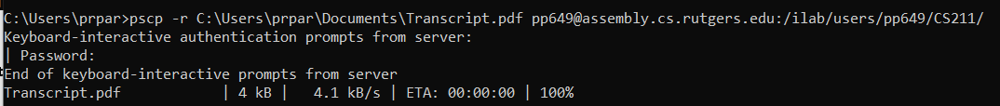 C:\Users\prpar>pscp -r C:\Users\prpar\Documents\Transcript.pdf pp649@assembly.cs.rutgers.edu:/ilab/users/pp649/CS211/
Keyboard-interactive authentication prompts from server:
| Password:
End of keyboard-interactive prompts from server
Transcript.pdf            | 4 kB |   4.1 kB/s | ETA: 00:00:00 | 100%